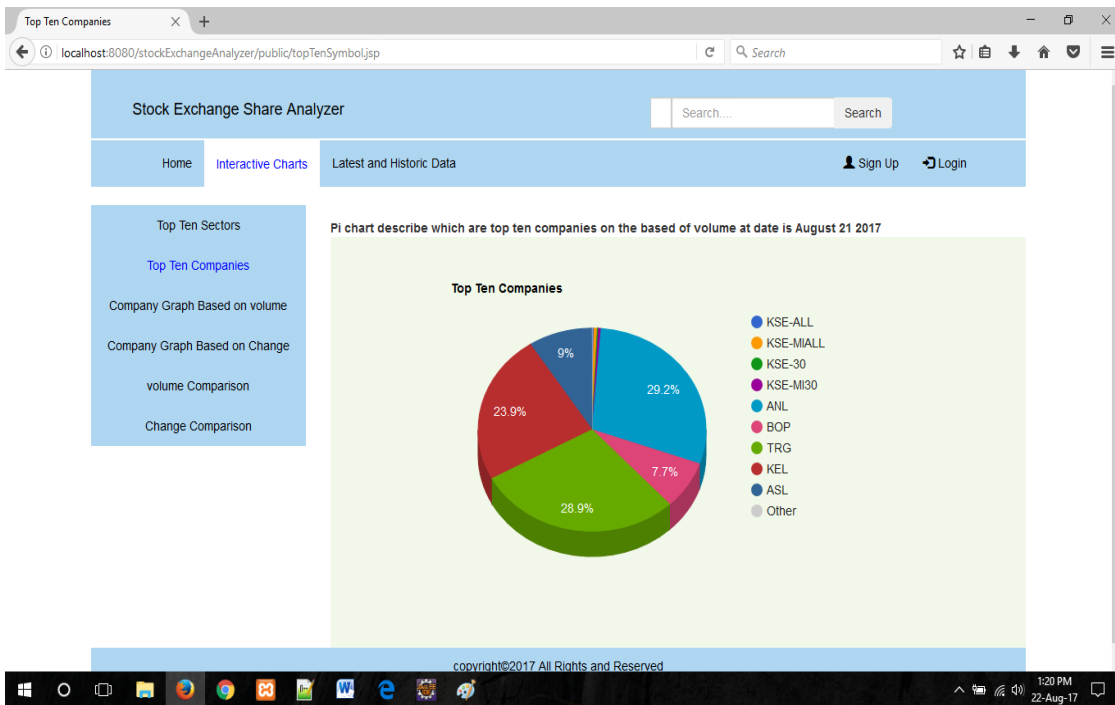 Top Ten Companies
localhost:8080/stockExchangeAnalyzer/public/topTenSymbol.jsp
Search
Stock Exchange Share Analyzer
Search....
Search
Home
Interactive Charts
Latest and Historic Data
Sign Up
Login
Top Ten Sectors
Top Ten Companies
Company Graph Based on volume
Company Graph Based on Change
volume Comparison
Change Comparison
Pi chart describe which are top ten companies on the based of volume at date is August 21 2017
Top Ten Companies
9%
29.2%
23.9%
7.7%
28.9%
KSE-ALL
KSE-MIALL
KSE-30
KSE-MI30
ANL
BOP
TRG
KEL
ASL
Other
copyright©2017 All Rights and Reserved
1:20 PM
22-Aug-17